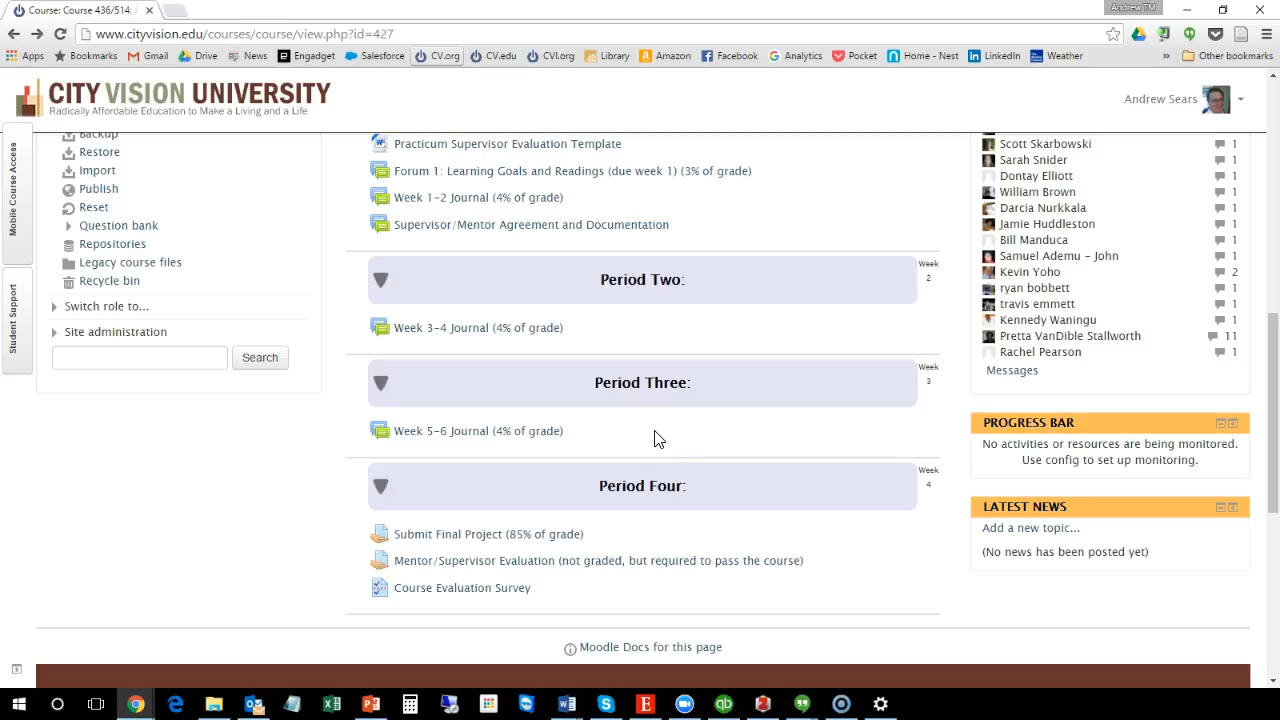 Course: Course 436/514:
Andrew TM
www.cityvision.edu/courses/course/view.php?id=427
Apps Bookmarks Gmail Drive News Engadget Salesforce CV.org CV.edu CVI.org Library Amazon Facebook Analytics Pocket Home - Nest LinkedIn Weather » Other bookmarks
CITY VISION UNIVERSITY
Radically Affordable Education to Make a Living and a Life
Andrew Sears
Mobile Course Access
Student Support
Backup
Restore
Import
Publish
Reset
Question bank
Repositories
Legacy course files
Recycle bin
Switch role to...
Site administration
Search
Practicum Supervisor Evaluation Template
Forum 1: Learning Goals and Readings (due week 1) (3% of grade)
Week 1-2 Journal (4% of grade)
Supervisor/Mentor Agreement and Documentation
Period Two:
Week
2
Week 3-4 Journal (4% of grade)
Period Three:
Week
3
Week 5-6 Journal (4% of grade)
Period Four:
Week
4
Submit Final Project (85% of grade)
Mentor/Supervisor Evaluation (not graded, but required to pass the course)
Course Evaluation Survey
Scott Skarbowski 1
Sarah Snider 1
Dontay Elliott 1
William Brown 1
Darcia Nurkkala 1
Jamie Huddleston 1
Bill Manduca 1
Samuel Ademu - John 1
Kevin Yoho 2
ryan bobbett 1
travis emmett 1
Kennedy Waningu 1
Pretta VanDible Stallworth 11
Rachel Pearson 1
Messages
PROGRESS BAR
No activities or resources are being monitored.
Use config to set up monitoring.
LATEST NEWS
Add a new topic...
(No news has been posted yet)
Moodle Docs for this page